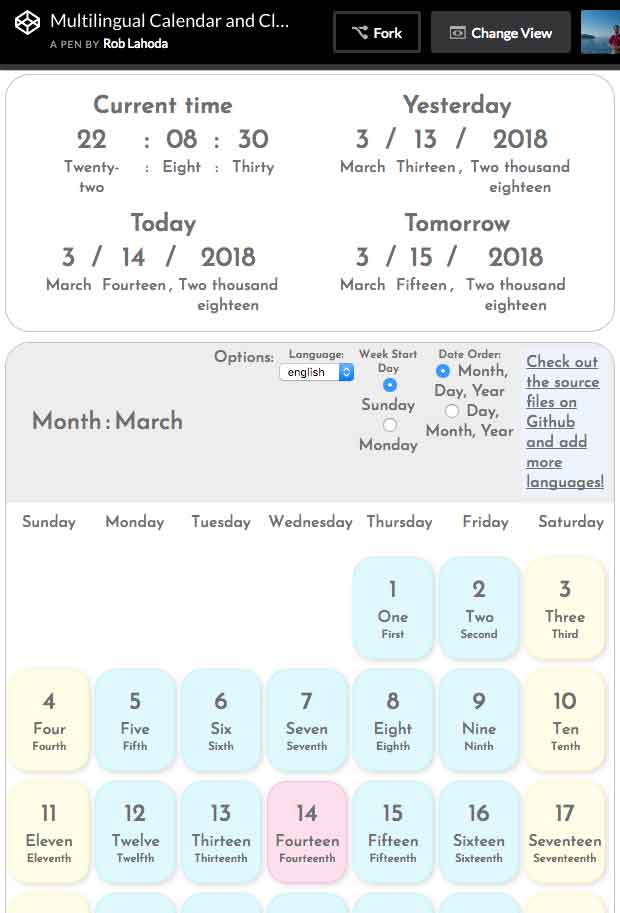 Multilingual Calendar and Cl...
A PEN BY Rob Lahoda
Fork
Change View
Current time
22 : 08 : 30
Twenty-two : Eight : Thirty
Yesterday
3 / 13 / 2018
March Thirteen , Two thousand eighteen
Today
3 / 14 / 2018
March Fourteen , Two thousand eighteen
Tomorrow
3 / 15 / 2018
March Fifteen , Two thousand eighteen
Month : March
Options:
Language:
english
Week Start
Day
Sunday
Monday
Date Order:
Month,
Day, Year
Day,
Month, Year
Check out
the source
files on
Github
and add
more
languages!
Sunday Monday Tuesday Wednesday Thursday Friday Saturday
1 2 3
One Two Three
First Second Third
4 5 6 7 8 9 10
Four Five Six Seven Eight Nine Ten
Fourth Fifth Sixth Seventh Eighth Ninth Tenth
11 12 13 14 15 16 17
Eleven Twelve Thirteen Fourteen Fifteen Sixteen Seventeen
Eleventh Twelfth Thirteenth Fourteenth Fifteenth Sixteenth Seventeenth